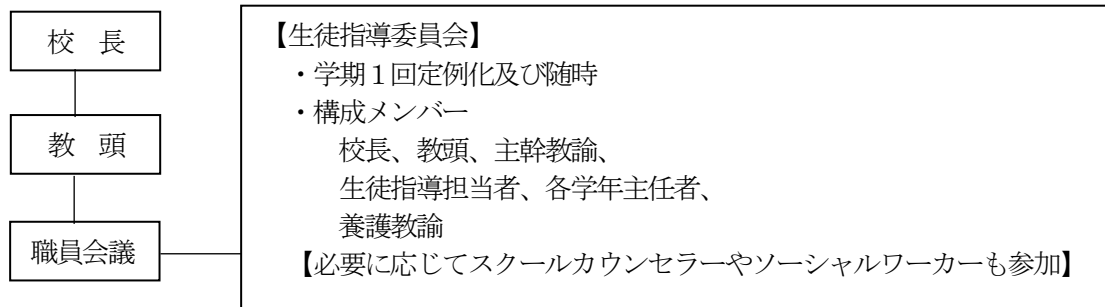 校　長
教　頭
職員会議
【生徒指導委員会】
・学期１回定例化及び随時
・構成メンバー
校長、教頭、主幹教諭、
生徒指導担当者、各学年主任者、
養護教諭
【必要に応じてスクールカウンセラーやソーシャルワーカーも参加】